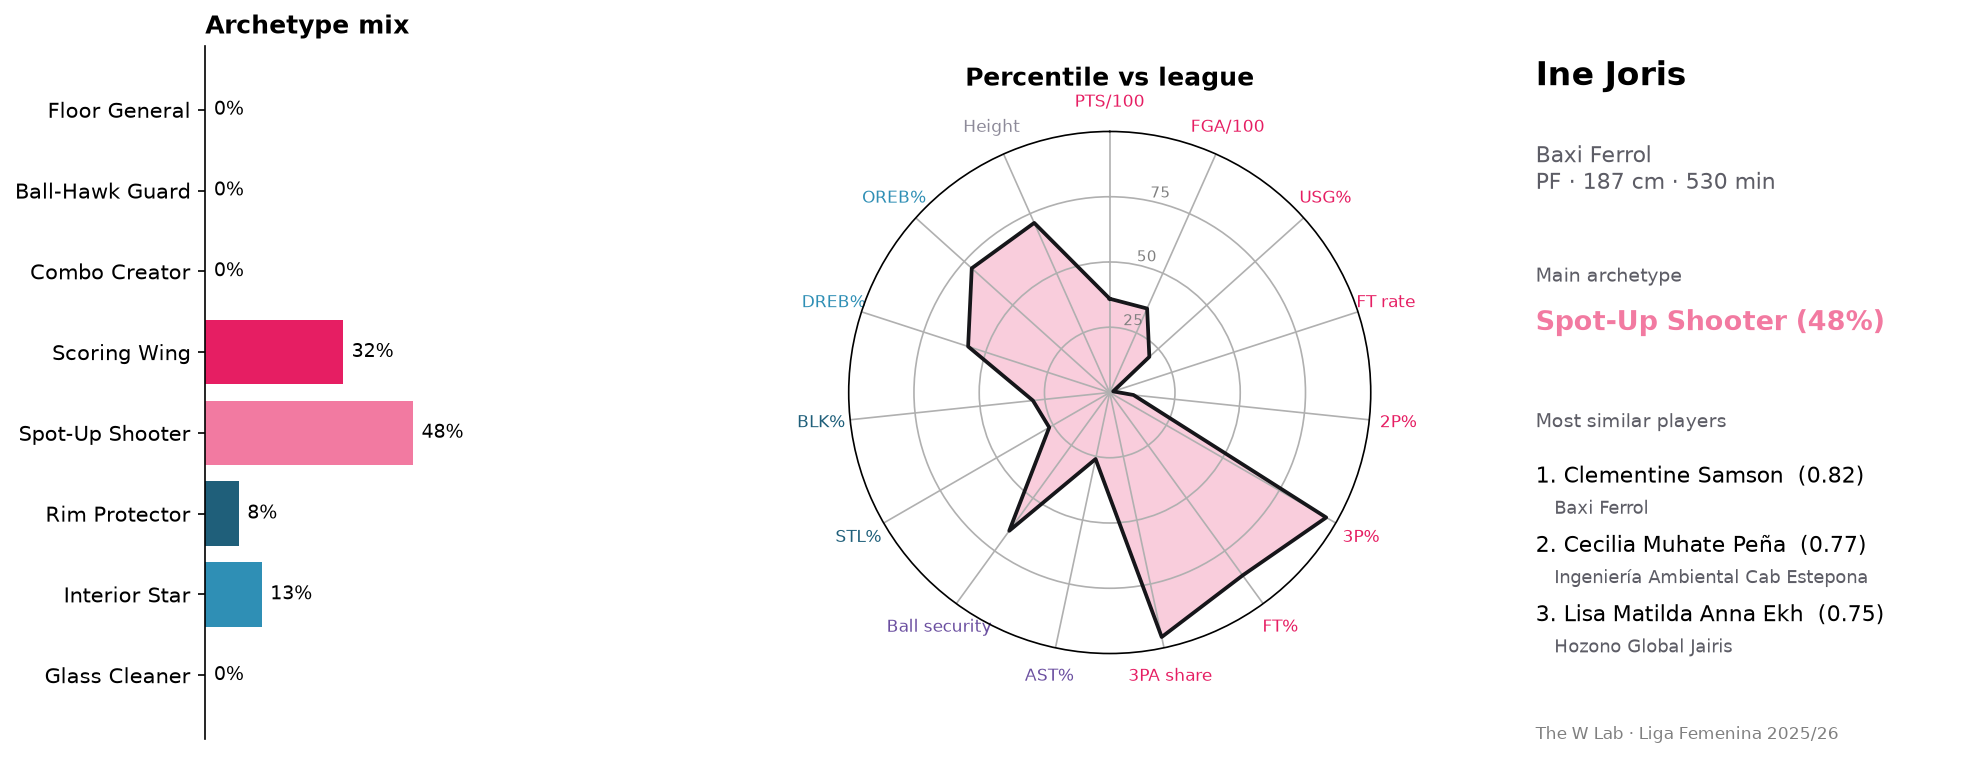 Archetype mix
Floor General 0%
Ball-Hawk Guard 0%
Combo Creator 0%
Scoring Wing 32%
Spot-Up Shooter 48%
Rim Protector 8%
Interior Star 13%
Glass Cleaner 0%
Percentile vs league
PTS/100
Height
FGA/100
OREB%
USG%
75
50
25
DREB%
FT rate
BLK%
2P%
STL%
3P%
Ball security
FT%
AST%
3PA share
Ine Joris
Baxi Ferrol
PF · 187 cm · 530 min
Main archetype
Spot-Up Shooter (48%)
Most similar players
1. Clementine Samson (0.82)
Baxi Ferrol
2. Cecilia Muhate Peña (0.77)
Ingeniería Ambiental Cab Estepona
3. Lisa Matilda Anna Ekh (0.75)
Hozono Global Jairis
The W Lab · Liga Femenina 2025/26